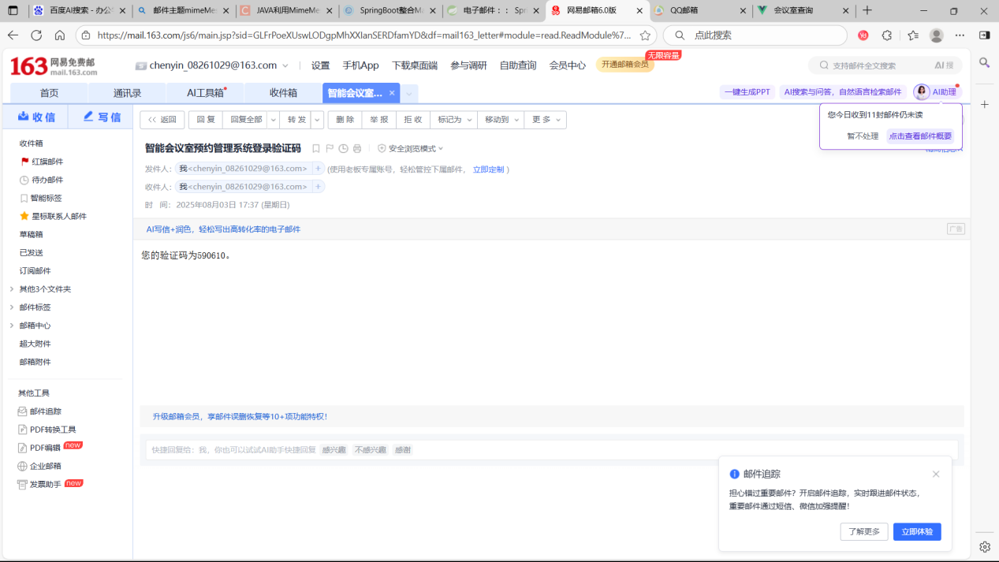 百度AI搜索 - 办公
邮件主题mimeMe
JAVA利用MimeMe
SpringBoot整合Ma
电子邮件：： Spri
网易邮箱6.0版
QQ邮箱
会议室查询
https://mail.163.com/js6/main.jsp?sid=GLFrPoeXUswLODgpMhXXIanSERDfamYD&df=mail163_letter#module=read.ReadModule%7...
点此搜索
163 网易免费邮
mail.163.com
chenyin_08261029@163.com
设置 手机App 下载桌面端 参与调研 自助查询 会员中心
开通邮箱会员
无限容量
支持邮件全文搜索 AI 搜
首页 通讯录 AI工具箱 收件箱 智能会议室...
一键生成PPT AI搜索与问答，自然语言检索邮件 AI助理
收 信 写 信
<< 返回 回 复 回复全部 转 发 删 除 举 报 拒 收 标记为 移动到 更 多
您今日收到11封邮件仍未读
暂不处理 点击查看邮件概要
收件箱
红旗邮件
待办邮件
智能标签
星标联系人邮件
草稿箱
已发送
订阅邮件
其他3个文件夹
邮件标签
邮箱中心
超大附件
邮箱附件
其他工具
邮件追踪
PDF转换工具
PDF编辑 new
企业邮箱
发票助手 new
智能会议室预约管理系统登录验证码 安全浏览模式
发件人： 我<chenyin_08261029@163.com> + (使用老板专属账号，轻松管控下属邮件， 立即定制 )
收件人： 我<chenyin_08261029@163.com> +
时 间： 2025年08月03日 17:37 (星期日)
AI写信+润色，轻松写出高转化率的电子邮件 广告
您的验证码为590610。
升级邮箱会员，享邮件误删恢复等10+项功能特权！
快捷回复给：我，你也可以试试AI助手快捷回复 感兴趣 不感兴趣 感谢
邮件追踪
担心错过重要邮件？开启邮件追踪，实时跟进邮件状态，
重要邮件通过短信、微信加强提醒！
了解更多 立即体验